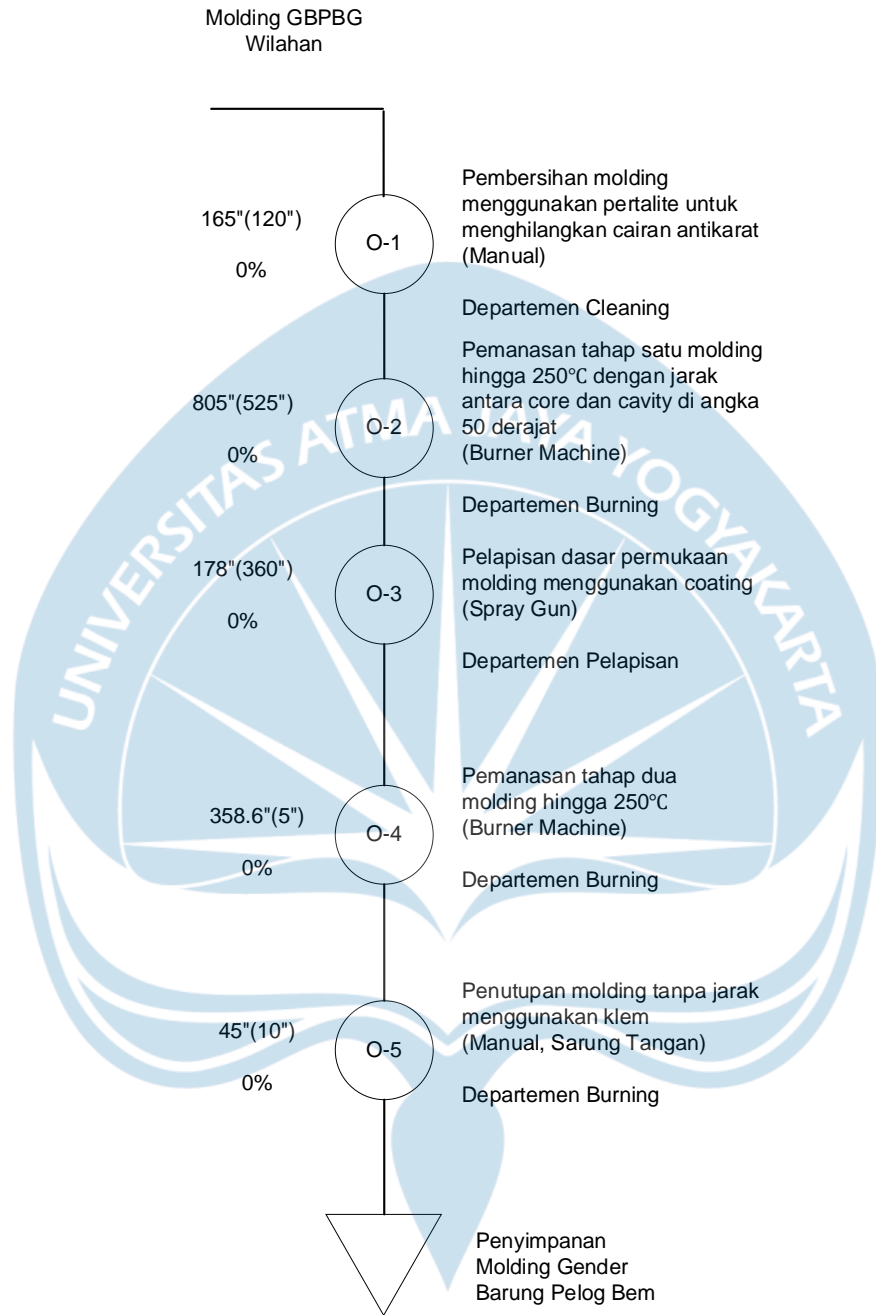 Molding GBPBG
Wilahan
165"(120")
0%
O-1
Pembersihan molding
menggunakan pertalite untuk
menghilangkan cairan antikarat
(Manual)
Departemen Cleaning
805"(525")
0%
O-2
Pemanasan tahap satu molding
hingga 250℃ dengan jarak
antara core dan cavity di angka
50 derajat
(Burner Machine)
Departemen Burning
178"(360")
0%
O-3
Pelapisan dasar permukaan
molding menggunakan coating
(Spray Gun)
Departemen Pelapisan
358.6"(5")
0%
O-4
Pemanasan tahap dua
molding hingga 250℃
(Burner Machine)
Departemen Burning
45"(10")
0%
O-5
Penutupan molding tanpa jarak
menggunakan klem
(Manual, Sarung Tangan)
Departemen Burning
Penyimpanan
Molding Gender
Barung Pelog Bem
UNIVERSITAS ATMA JAYA YOGYAKARTA